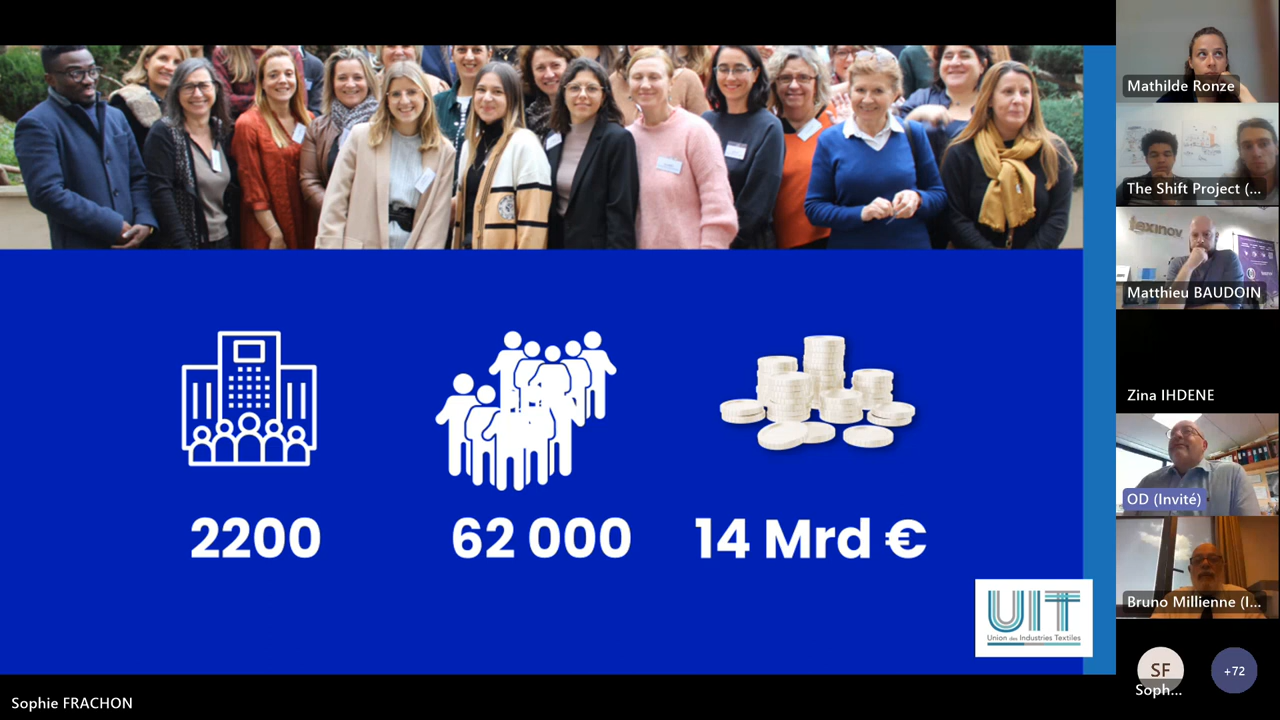 2200
62 000
14 Mrd €
UIT
Union des Industries Textiles
Sophie FRACHON
Mathilde Ronze
The Shift Project (...
texinov
Matthieu BAUDOIN
Zina IHDENE
OD (Invité)
Bruno Millienne (I...
SF
Soph...
+72